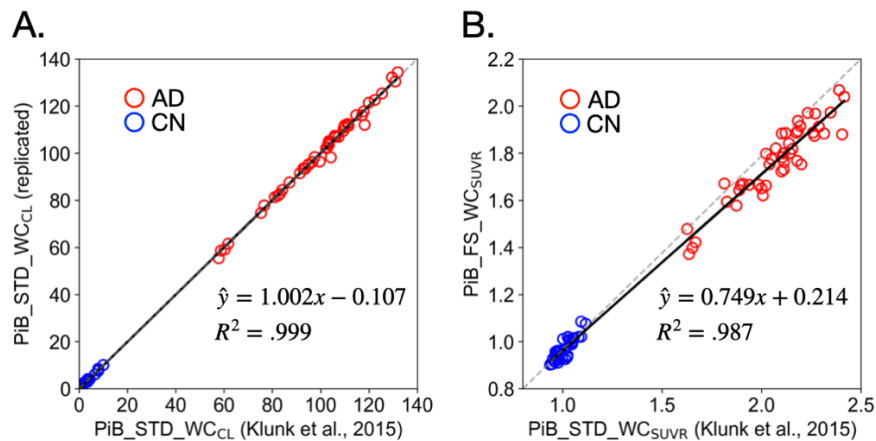 A.
B.
140
120
100
80
60
40
20
0
PiB_STD_WC_CL (replicated)
AD
CN
ŷ = 1.002x − 0.107
R² = .999
0 20 40 60 80 100 120 140
PiB_STD_WC_CL (Klunk et al., 2015)
2.2
2.0
1.8
1.6
1.4
1.2
1.0
0.8
PiB_FS_WC_SUVR
AD
CN
ŷ = 0.749x + 0.214
R² = .987
1.0 1.5 2.0 2.5
PiB_STD_WC_SUVR (Klunk et al., 2015)